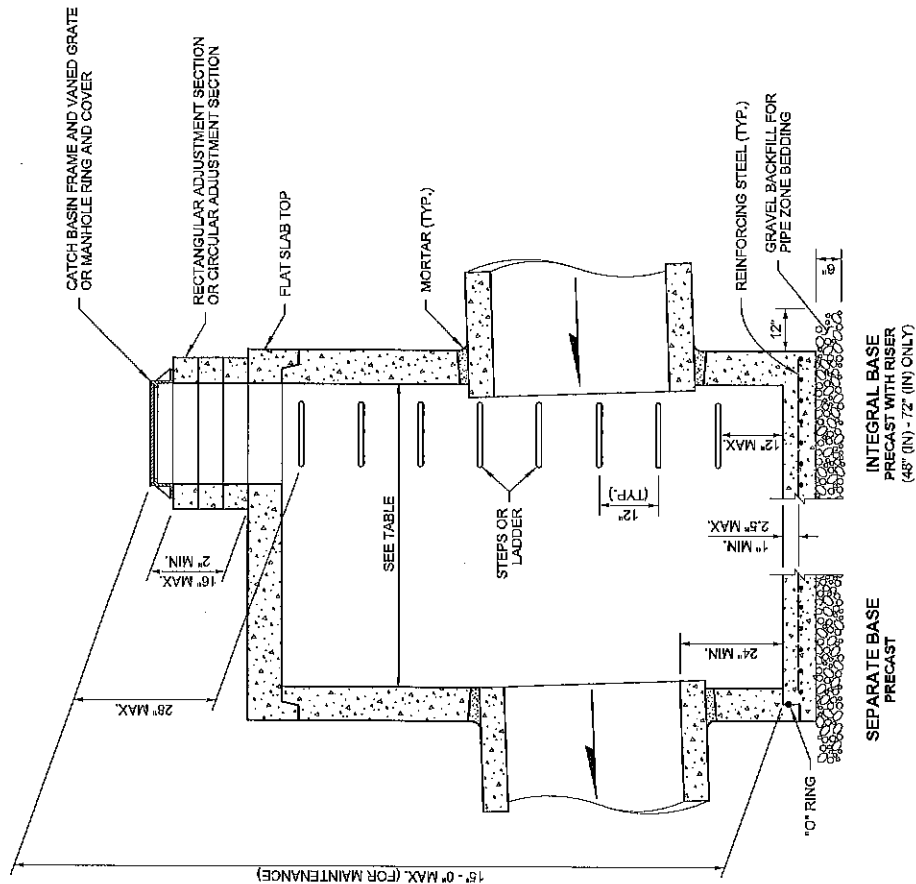 CATCH BASIN FRAME AND VANED GRATE
OR MANHOLE RING AND COVER
RECTANGULAR ADJUSTMENT SECTION
OR CIRCULAR ADJUSTMENT SECTION
FLAT SLAB TOP
MORTAR (TYP.)
REINFORCING STEEL (TYP.)
GRAVEL BACKFILL FOR
PIPE ZONE BEDDING
15' - 0" MAX. (FOR MAINTENANCE)
28" MAX.
16" MAX.
2" MIN.
SEE TABLE
STEPS OR
LADDER
12"
(TYP.)
12" MAX.
24" MIN.
1" MIN.
2.5" MAX.
12"
6"
"O" RING
SEPARATE BASE
PRECAST
INTEGRAL BASE
PRECAST WITH RISER
(48" (IN) - 72" (IN) ONLY)